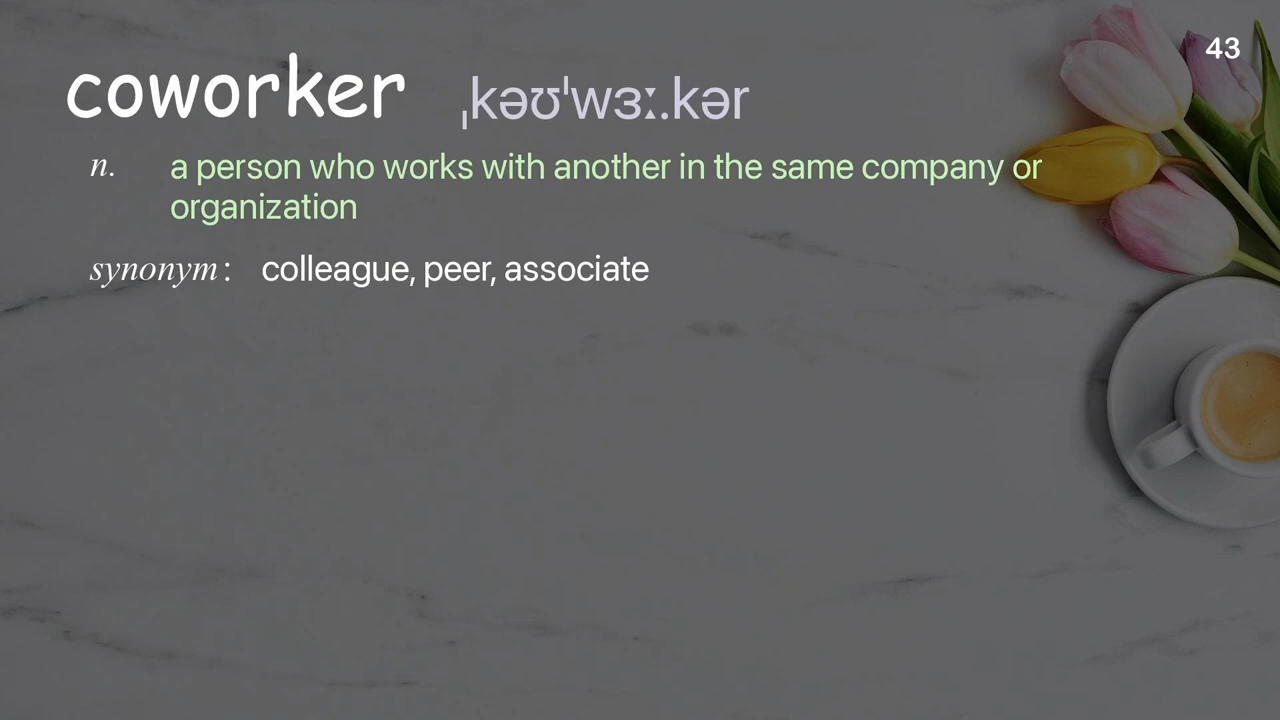 43
coworker ˌkəʊˈwɜː.kər
n. a person who works with another in the same company or
organization
synonym: colleague, peer, associate